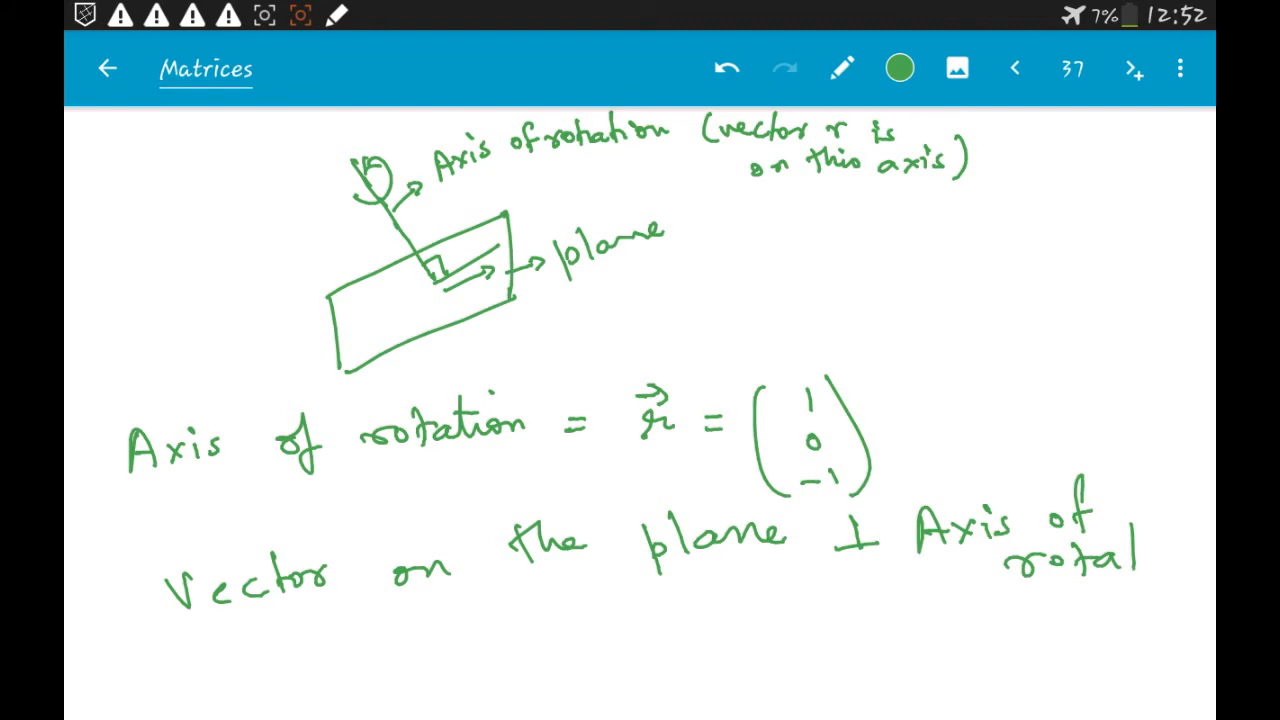 7% 12:52
Matrices 37
Axis of rotation (vector r is
on this axis)
plane
Axis of rotation = r⃗ = (1
0
-1)
Vector on the plane ⊥ Axis of
rotal